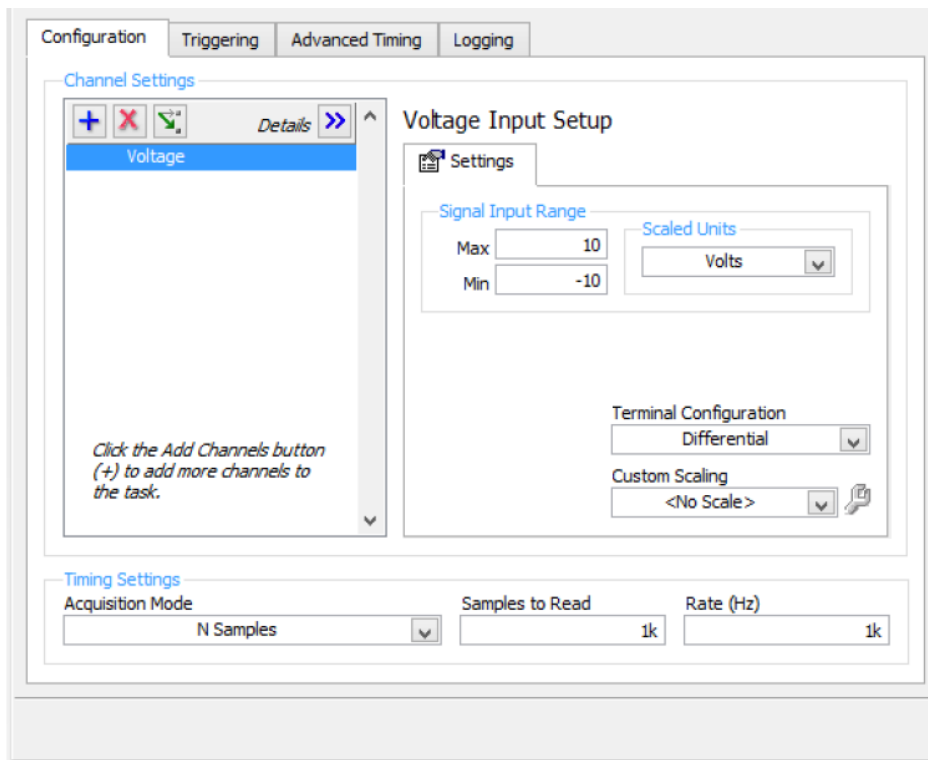 Configuration
Triggering
Advanced Timing
Logging
Channel Settings
Details
Voltage
Click the Add Channels button
(+) to add more channels to
the task.
Voltage Input Setup
Settings
Signal Input Range
Max 10
Min -10
Scaled Units
Volts
Terminal Configuration
Differential
Custom Scaling
<No Scale>
Timing Settings
Acquisition Mode
N Samples
Samples to Read
1k
Rate (Hz)
1k